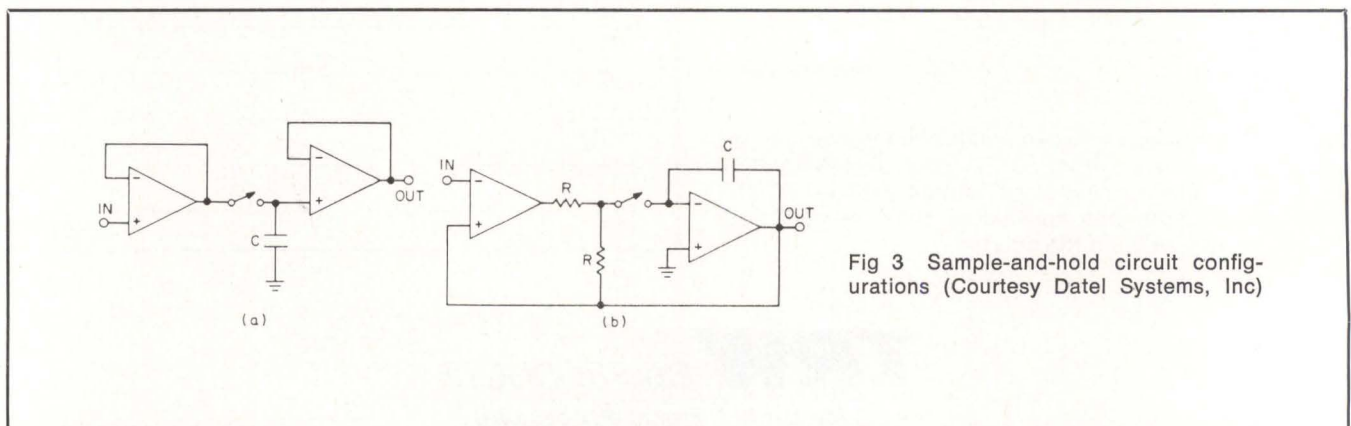 IN
-
+
C
-
+
OUT
(a)
IN
-
+
R
R
C
-
+
OUT
(b)
Fig 3 Sample-and-hold circuit config-
urations (Courtesy Datel Systems, Inc)